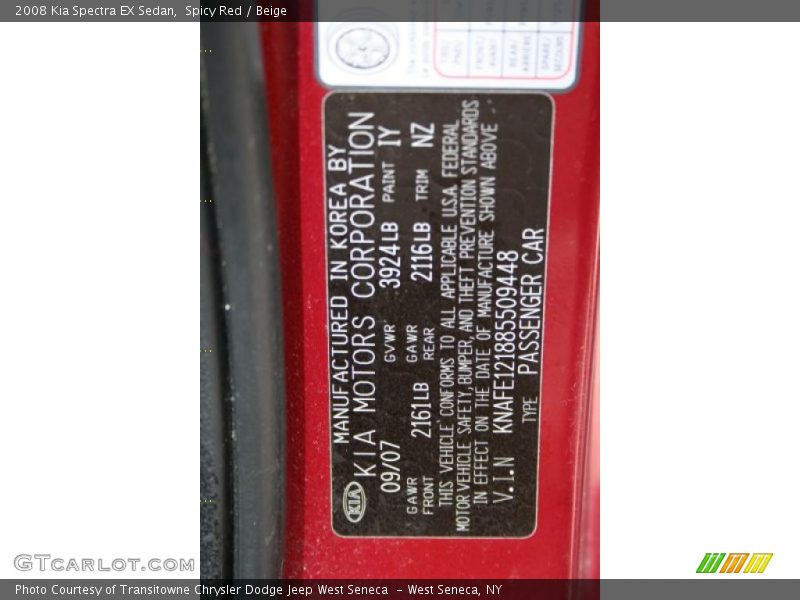 2008 Kia Spectra EX Sedan,  Spicy Red / Beige
MANUFACTURED IN KOREA BY
KIA KIA MOTORS CORPORATION
09/07 GVWR 3924LB PAINT IY
GAWR FRONT 2161LB GAWR REAR 2116LB TRIM NZ
THIS VEHICLE CONFORMS TO ALL APPLICABLE U.S.A. FEDERAL
MOTOR VEHICLE SAFETY, BUMPER, AND THEFT PREVENTION STANDARDS
IN EFFECT ON THE DATE OF MANUFACTURE SHOWN ABOVE
V.I.N KNAFE121885509448
TYPE PASSENGER CAR
GTCarlot.com
Photo Courtesy of Transitowne Chrysler Dodge Jeep West Seneca  - West Seneca, NY